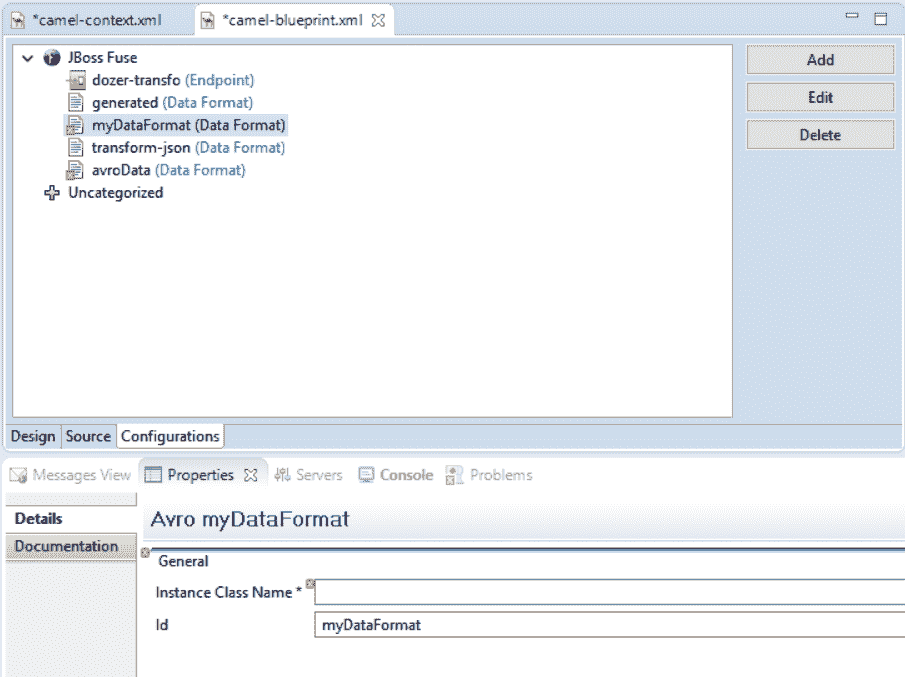 *camel-context.xml *camel-blueprint.xml
JBoss Fuse
Add
dozer-transfo (Endpoint)
generated (Data Format)
Edit
myDataFormat (Data Format)
Delete
transform-json (Data Format)
avroData (Data Format)
Uncategorized
Design Source Configurations
Messages View Properties Servers Console Problems
Details
Avro myDataFormat
Documentation
General
Instance Class Name *
Id myDataFormat